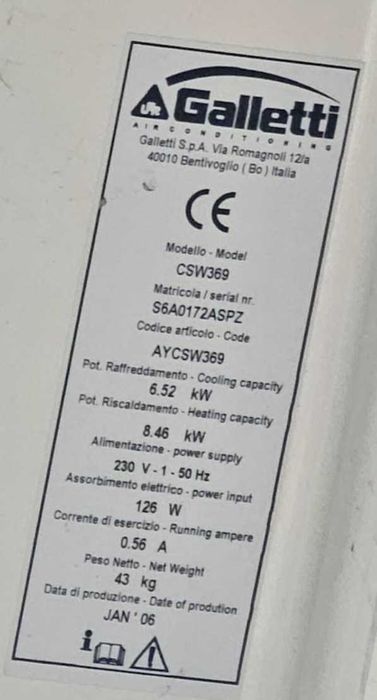 Galletti
AIR CONDITIONING
Galletti S.p.A. Via Romagnoli 12/a
40010 Bentivoglio ( Bo ) Italia
CE
Modello - Model
CSW369
Matricola / serial nr.
S6A0172ASPZ
Codice articolo - Code
AYCSW369
Pot. Raffreddamento - Cooling capacity
6.52 kW
Pot. Riscaldamento - Heating capacity
8.46 kW
Alimentazione - power supply
230 V - 1 - 50 Hz
Assorbimento elettrico - power input
126 W
Corrente di esercizio - Running ampere
0.56 A
Peso Netto - Net Weight
43 kg
Data di produzione - Date of prodution
JAN ' 06
i